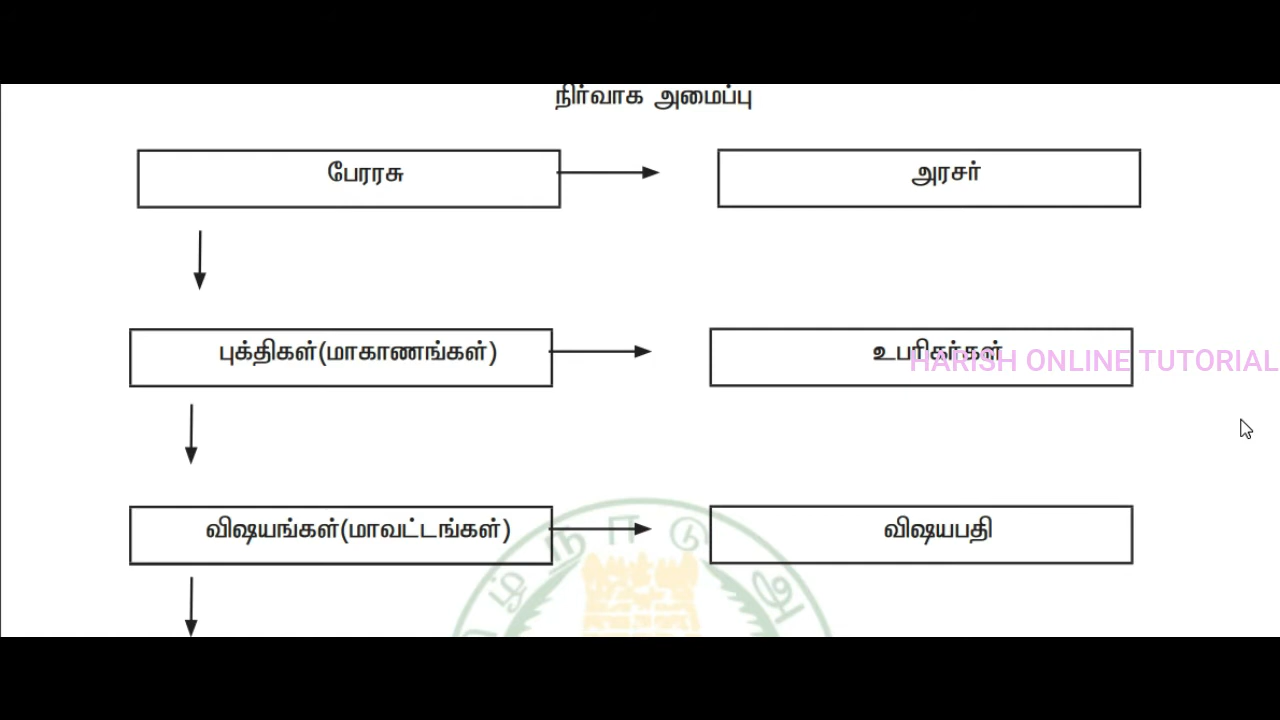 நிர்வாக அமைப்பு
பேரரசு
அரசர்
புக்திகள்(மாகாணங்கள்)
உபரிகர்கள்
HARISH ONLINE TUTORIAL
விஷயங்கள்(மாவட்டங்கள்)
விஷயபதி
ழ் நா டு அ